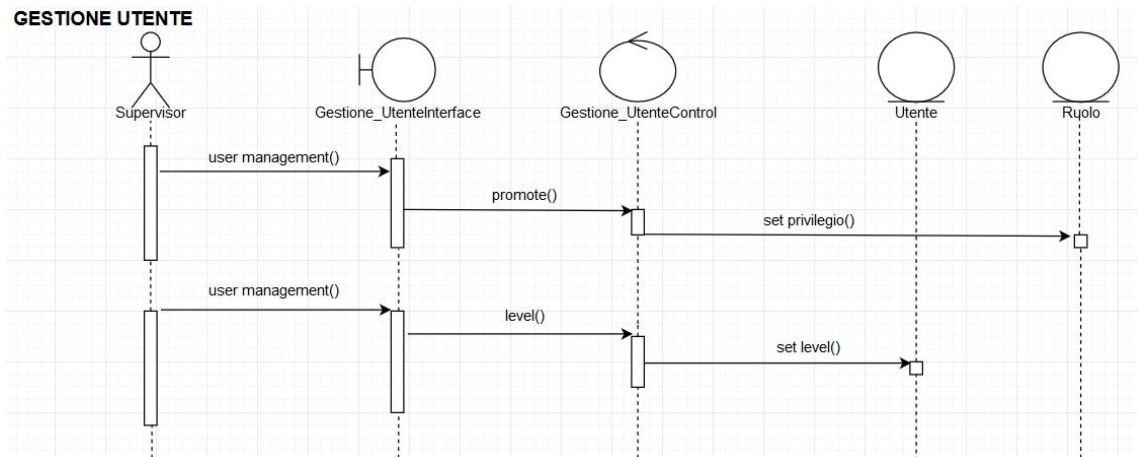 GESTIONE UTENTE
Supervisor
Gestione_UtenteInterface
Gestione_UtenteControl
Utente
Ruolo
user management()
promote()
set privilegio()
user management()
level()
set level()